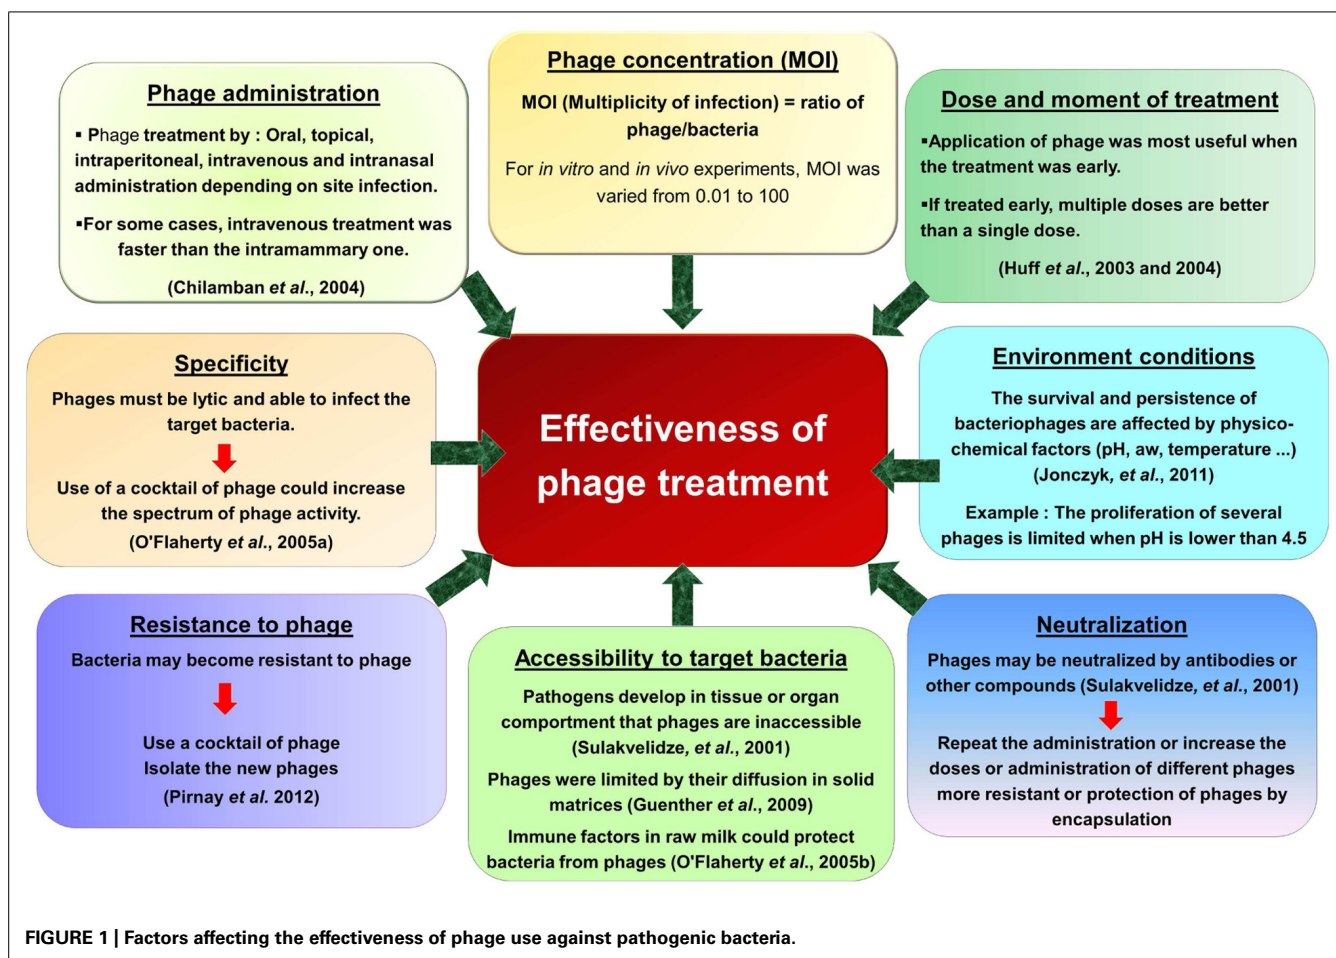 Phage administration
▪ Phage treatment by : Oral, topical,
intraperitoneal, intravenous and intranasal
administration depending on site infection.
▪For some cases, intravenous treatment was
faster than the intramammary one.
(Chilamban et al., 2004)
Phage concentration (MOI)
MOI (Multiplicity of infection) = ratio of
phage/bacteria
For in vitro and in vivo experiments, MOI was
varied from 0.01 to 100
Dose and moment of treatment
▪Application of phage was most useful when
the treatment was early.
▪If treated early, multiple doses are better
than a single dose.
(Huff et al., 2003 and 2004)
Specificity
Phages must be lytic and able to infect the
target bacteria.
Use of a cocktail of phage could increase
the spectrum of phage activity.
(O'Flaherty et al., 2005a)
Effectiveness of
phage treatment
Environment conditions
The survival and persistence of
bacteriophages are affected by physico-
chemical factors (pH, aw, temperature ...)
(Jonczyk, et al., 2011)
Example : The proliferation of several
phages is limited when pH is lower than 4.5
Resistance to phage
Bacteria may become resistant to phage
Use a cocktail of phage
Isolate the new phages
(Pirnay et al. 2012)
Accessibility to target bacteria
Pathogens develop in tissue or organ
comportment that phages are inaccessible
(Sulakvelidze, et al., 2001)
Phages were limited by their diffusion in solid
matrices (Guenther et al., 2009)
Immune factors in raw milk could protect
bacteria from phages (O'Flaherty et al., 2005b)
Neutralization
Phages may be neutralized by antibodies or
other compounds (Sulakvelidze, et al., 2001)
Repeat the administration or increase the
doses or administration of different phages
more resistant or protection of phages by
encapsulation
FIGURE 1 | Factors affecting the effectiveness of phage use against pathogenic bacteria.